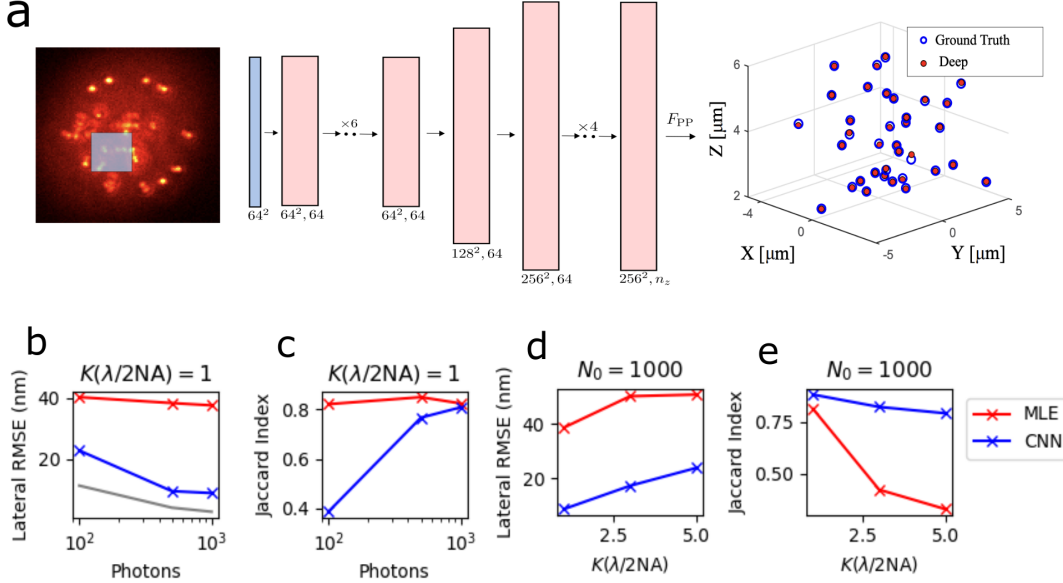 a
64²
64², 64
×6
64², 64
128², 64
256², 64
×4
256², n_z
F_PP
Ground Truth
Deep
Z [μm]
6
4
2
-4
0
X [μm]
5
0
-5
Y [μm]
b
K(λ/2NA) = 1
Lateral RMSE (nm)
40
20
10²
10³
Photons
c
K(λ/2NA) = 1
Jaccard Index
0.8
0.6
0.4
10²
10³
Photons
d
N₀ = 1000
Lateral RMSE (nm)
40
20
2.5
5.0
K(λ/2NA)
e
N₀ = 1000
Jaccard Index
0.75
0.50
2.5
5.0
K(λ/2NA)
MLE
CNN